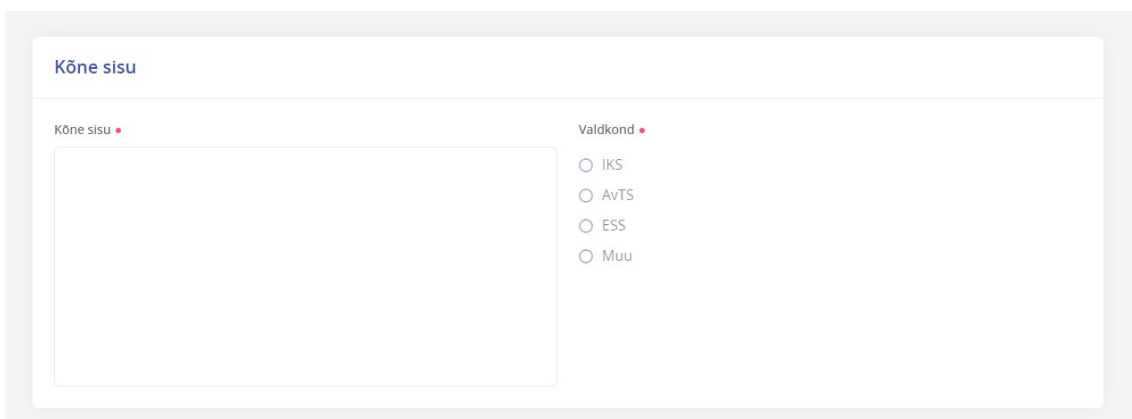 Kõne sisu
Kõne sisu
Valdkond
IKS
AvTS
ESS
Muu